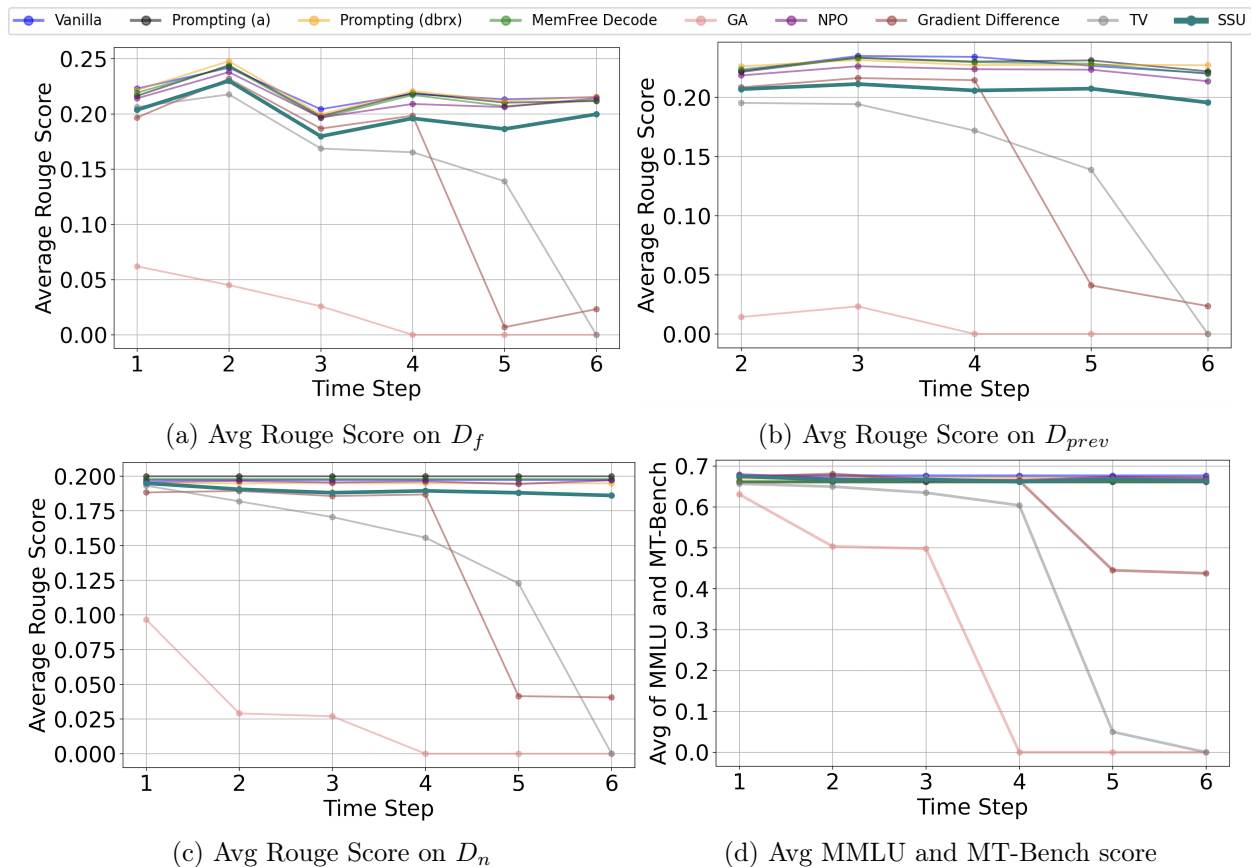 Vanilla Prompting (a) Prompting (dbrx) MemFree Decode GA NPO Gradient Difference TV SSU
Average Rouge Score
0.25
0.20
0.15
0.10
0.05
0.00
1 2 3 4 5 6
Time Step
(a) Avg Rouge Score on D_f
Average Rouge Score
0.20
0.15
0.10
0.05
0.00
2 3 4 5 6
Time Step
(b) Avg Rouge Score on D_prev
Average Rouge Score
0.200
0.175
0.150
0.125
0.100
0.075
0.050
0.025
0.000
1 2 3 4 5 6
Time Step
(c) Avg Rouge Score on D_n
Avg of MMLU and MT-Bench
0.7
0.6
0.5
0.4
0.3
0.2
0.1
0.0
1 2 3 4 5 6
Time Step
(d) Avg MMLU and MT-Bench score